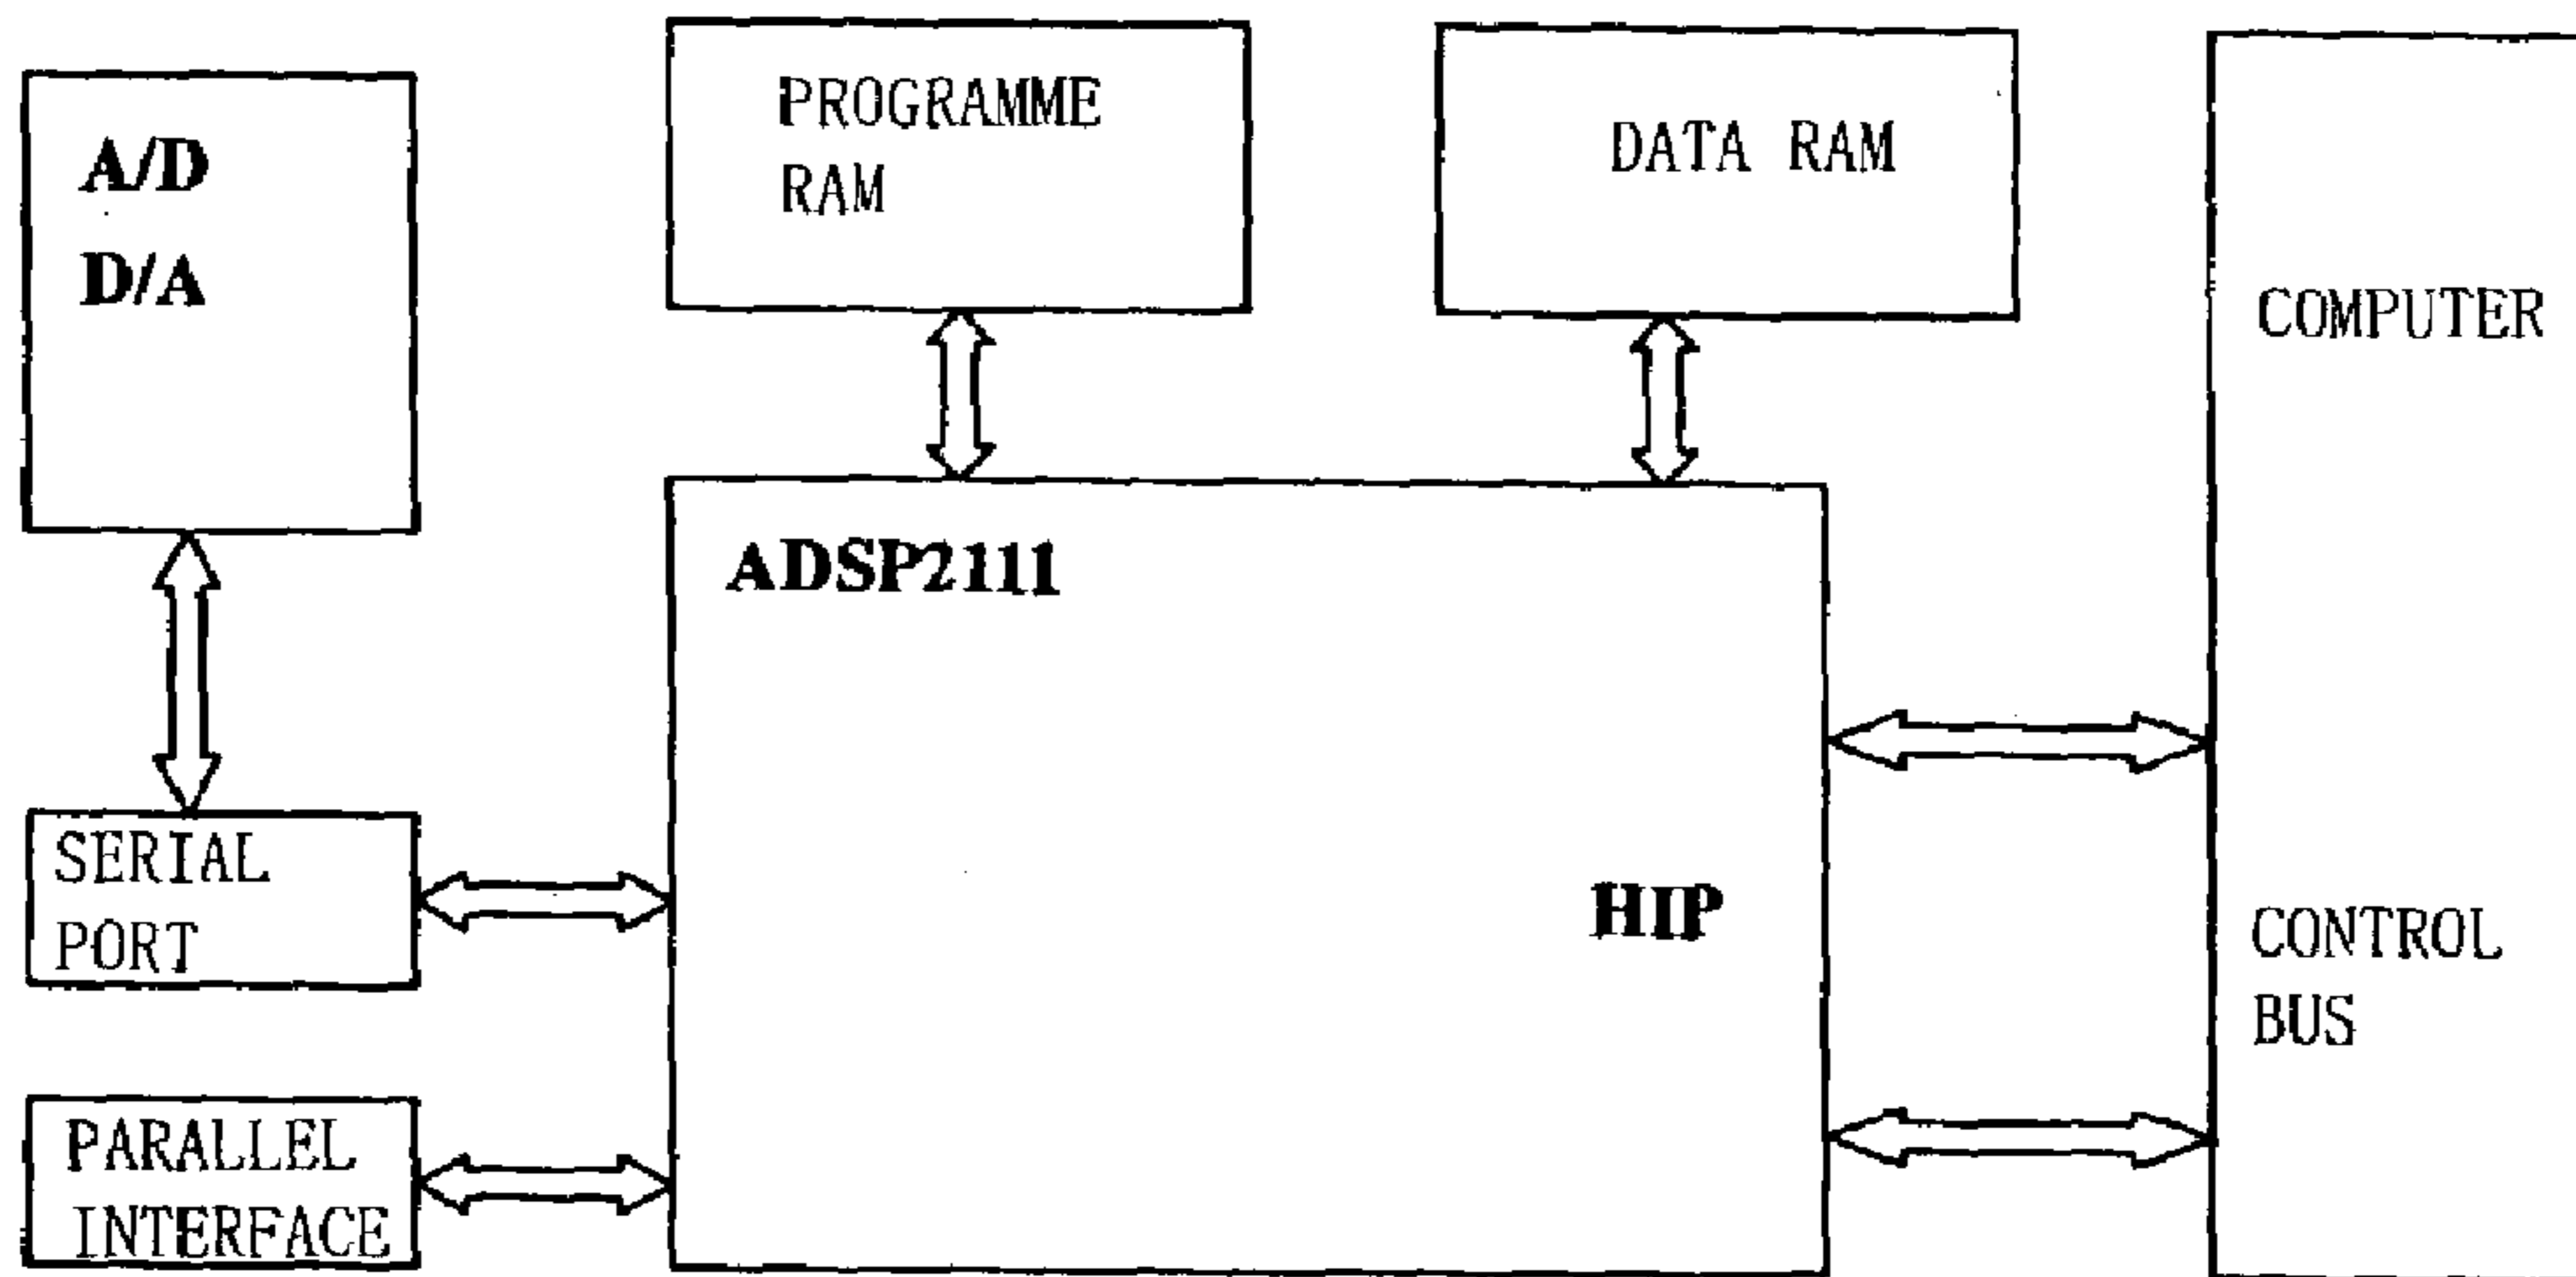 A/D
D/A
PROGRAMME
RAM
DATA RAM
COMPUTER
ADSP2111
HIP
SERIAL
PORT
CONTROL
BUS
PARALLEL
INTERFACE